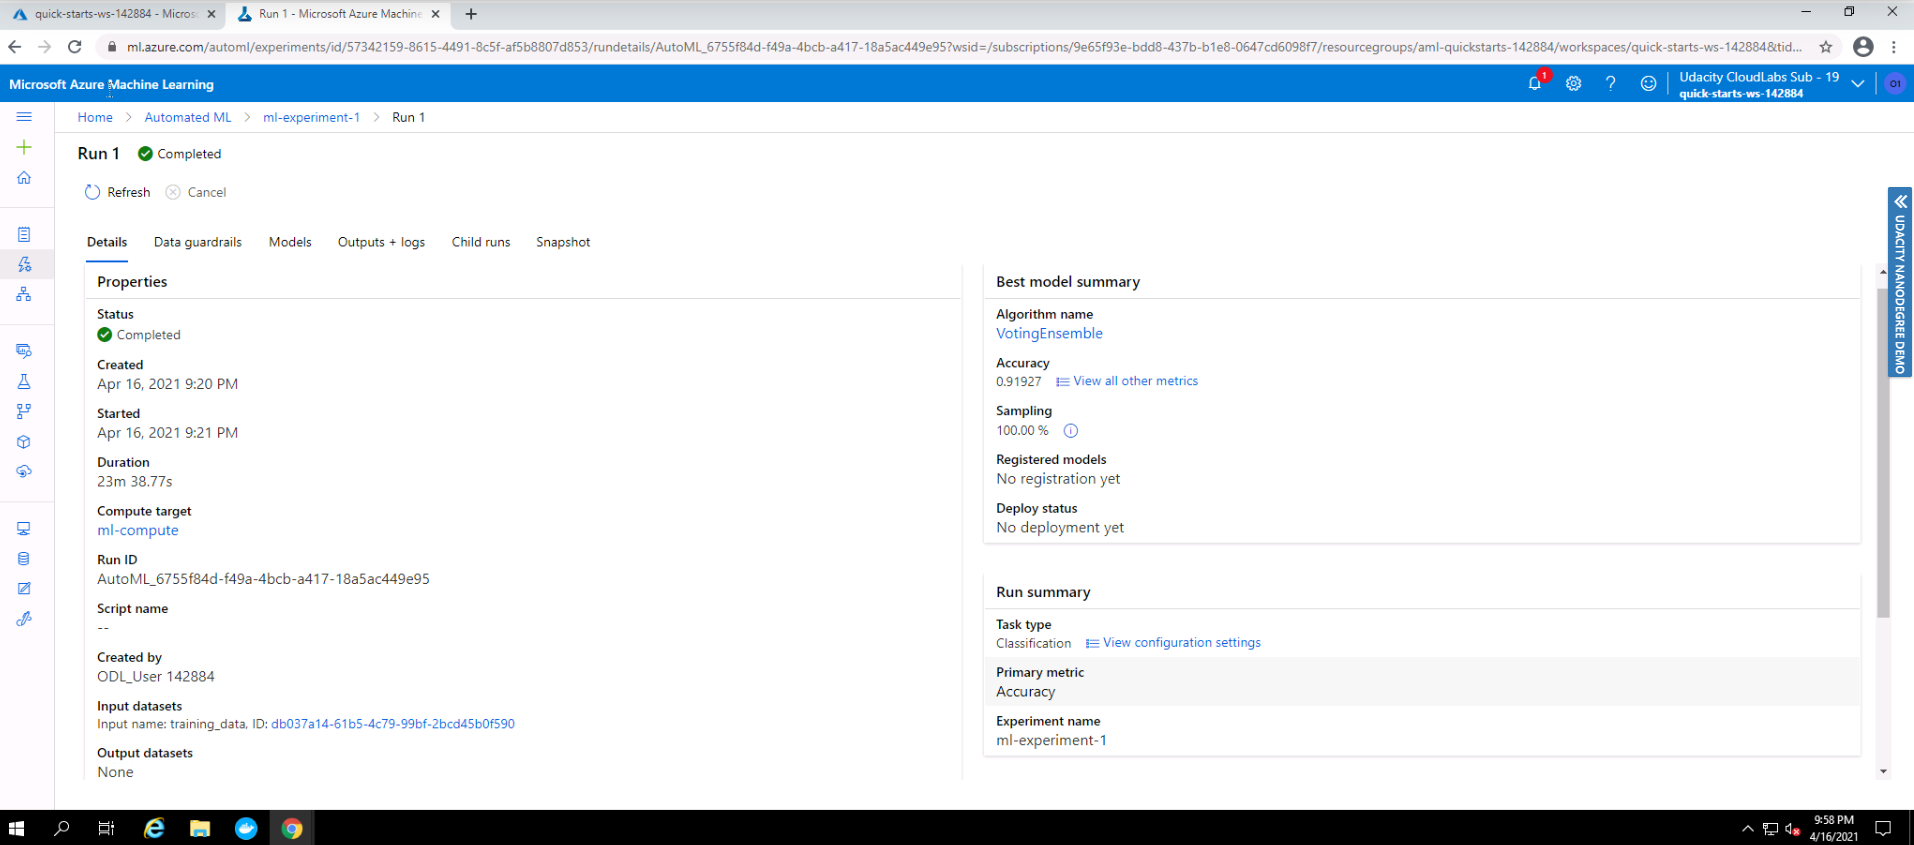 quick-starts-ws-142884 - Micros
Run 1 - Microsoft Azure Machine
ml.azure.com/automl/experiments/id/57342159-8615-4491-8c5f-af5b8807d853/rundetails/AutoML_6755f84d-f49a-4bcb-a417-18a5ac449e95?wsid=/subscriptions/9e65f93e-bdd8-437b-b1e8-0647cd6098f7/resourcegroups/aml-quickstarts-142884/workspaces/quick-starts-ws-142884&tid...
Microsoft Azure Machine Learning
1
?
Udacity CloudLabs Sub - 19
quick-starts-ws-142884
O1
Home > Automated ML > ml-experiment-1 > Run 1
Run 1 Completed
Refresh Cancel
Details Data guardrails Models Outputs + logs Child runs Snapshot
Properties
Status
Completed
Created
Apr 16, 2021 9:20 PM
Started
Apr 16, 2021 9:21 PM
Duration
23m 38.77s
Compute target
ml-compute
Run ID
AutoML_6755f84d-f49a-4bcb-a417-18a5ac449e95
Script name
--
Created by
ODL_User 142884
Input datasets
Input name: training_data, ID: db037a14-61b5-4c79-99bf-2bcd45b0f590
Output datasets
None
Best model summary
Algorithm name
VotingEnsemble
Accuracy
0.91927 View all other metrics
Sampling
100.00 %
Registered models
No registration yet
Deploy status
No deployment yet
Run summary
Task type
Classification View configuration settings
Primary metric
Accuracy
Experiment name
ml-experiment-1
UDACITY NANODEGREE DEMO
9:58 PM
4/16/2021